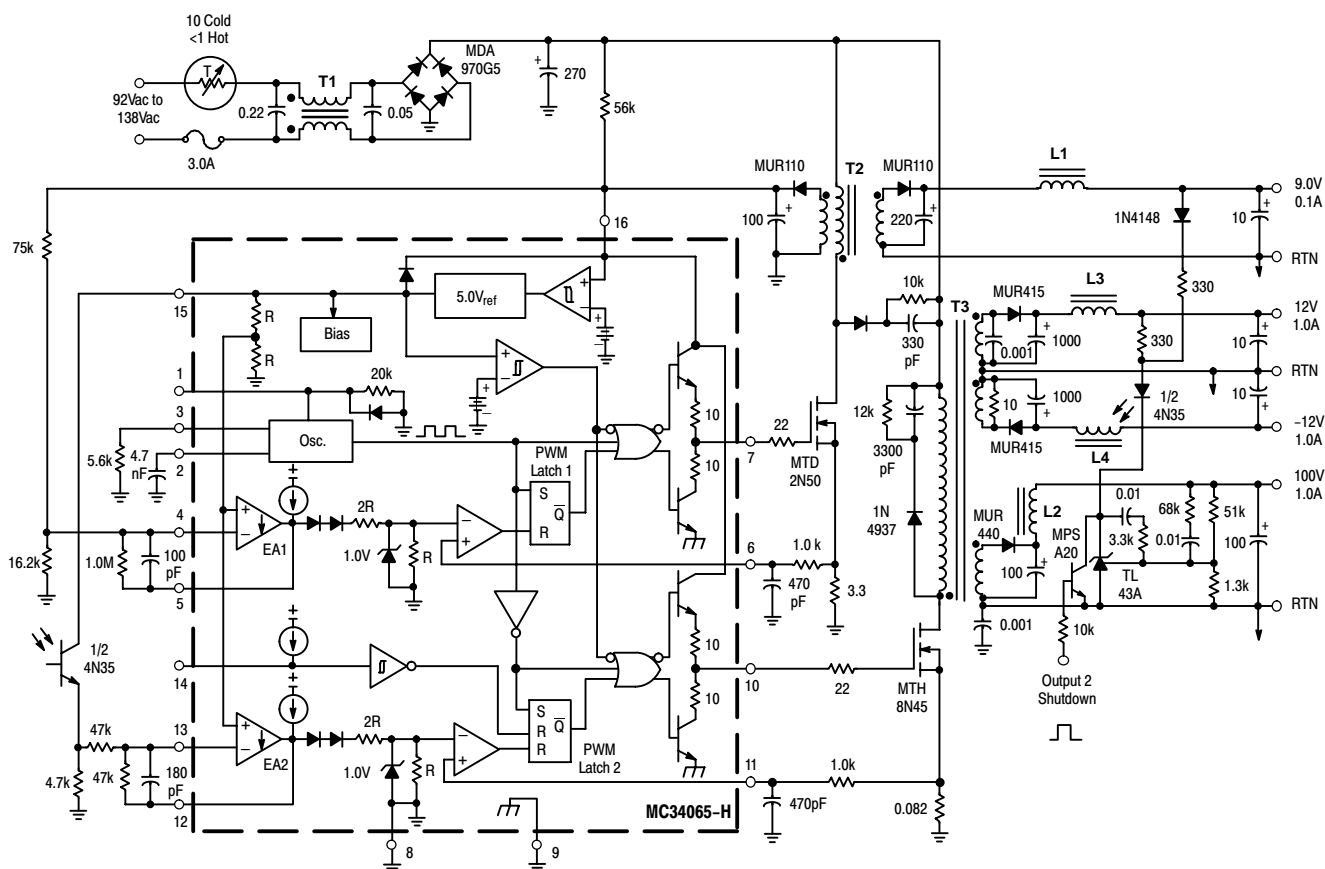 10 Cold
<1 Hot
T
92Vac to
138Vac
3.0A
0.22
T1
0.05
MDA
970G5
+
270
56k
MUR110
T2
MUR110
L1
100
+
220
+
1N4148
+
10
9.0V
0.1A
RTN
75k
16
15
R
R
Bias
5.0Vref
+
–
+
–
10k
330
pF
T3
MUR415
L3
330
12V
1.0A
0.001
+
1000
330
+
10
RTN
1
20k
+
–
+
–
3
Osc.
5.6k
4.7
nF
2
PWM
Latch 1
10
10
7
22
MTD
2N50
12k
3300
pF
10
1000
+
MUR415
1/2
4N35
10
+
L4
–12V
1.0A
+
4
+
–
EA1
2R
1.0V
R
–
+
S
R
Q
1N
4937
MUR
440
L2
0.01
68k
51k
100V
1.0A
16.2k
1.0M
100
pF
5
6
1.0 k
470
pF
3.3
100
+
MPS
A20
3.3k
0.01
TL
43A
1.3k
+
100
RTN
0.001
10k
Output 2
Shutdown
+
14
1/2
4N35
10
10
10
22
MTH
8N45
+
13
+
–
EA2
2R
1.0V
R
–
+
S
R
R
Q
PWM
Latch 2
47k
47k
4.7k
180
pF
12
11
1.0k
470pF
0.082
MC34065–H
8
9